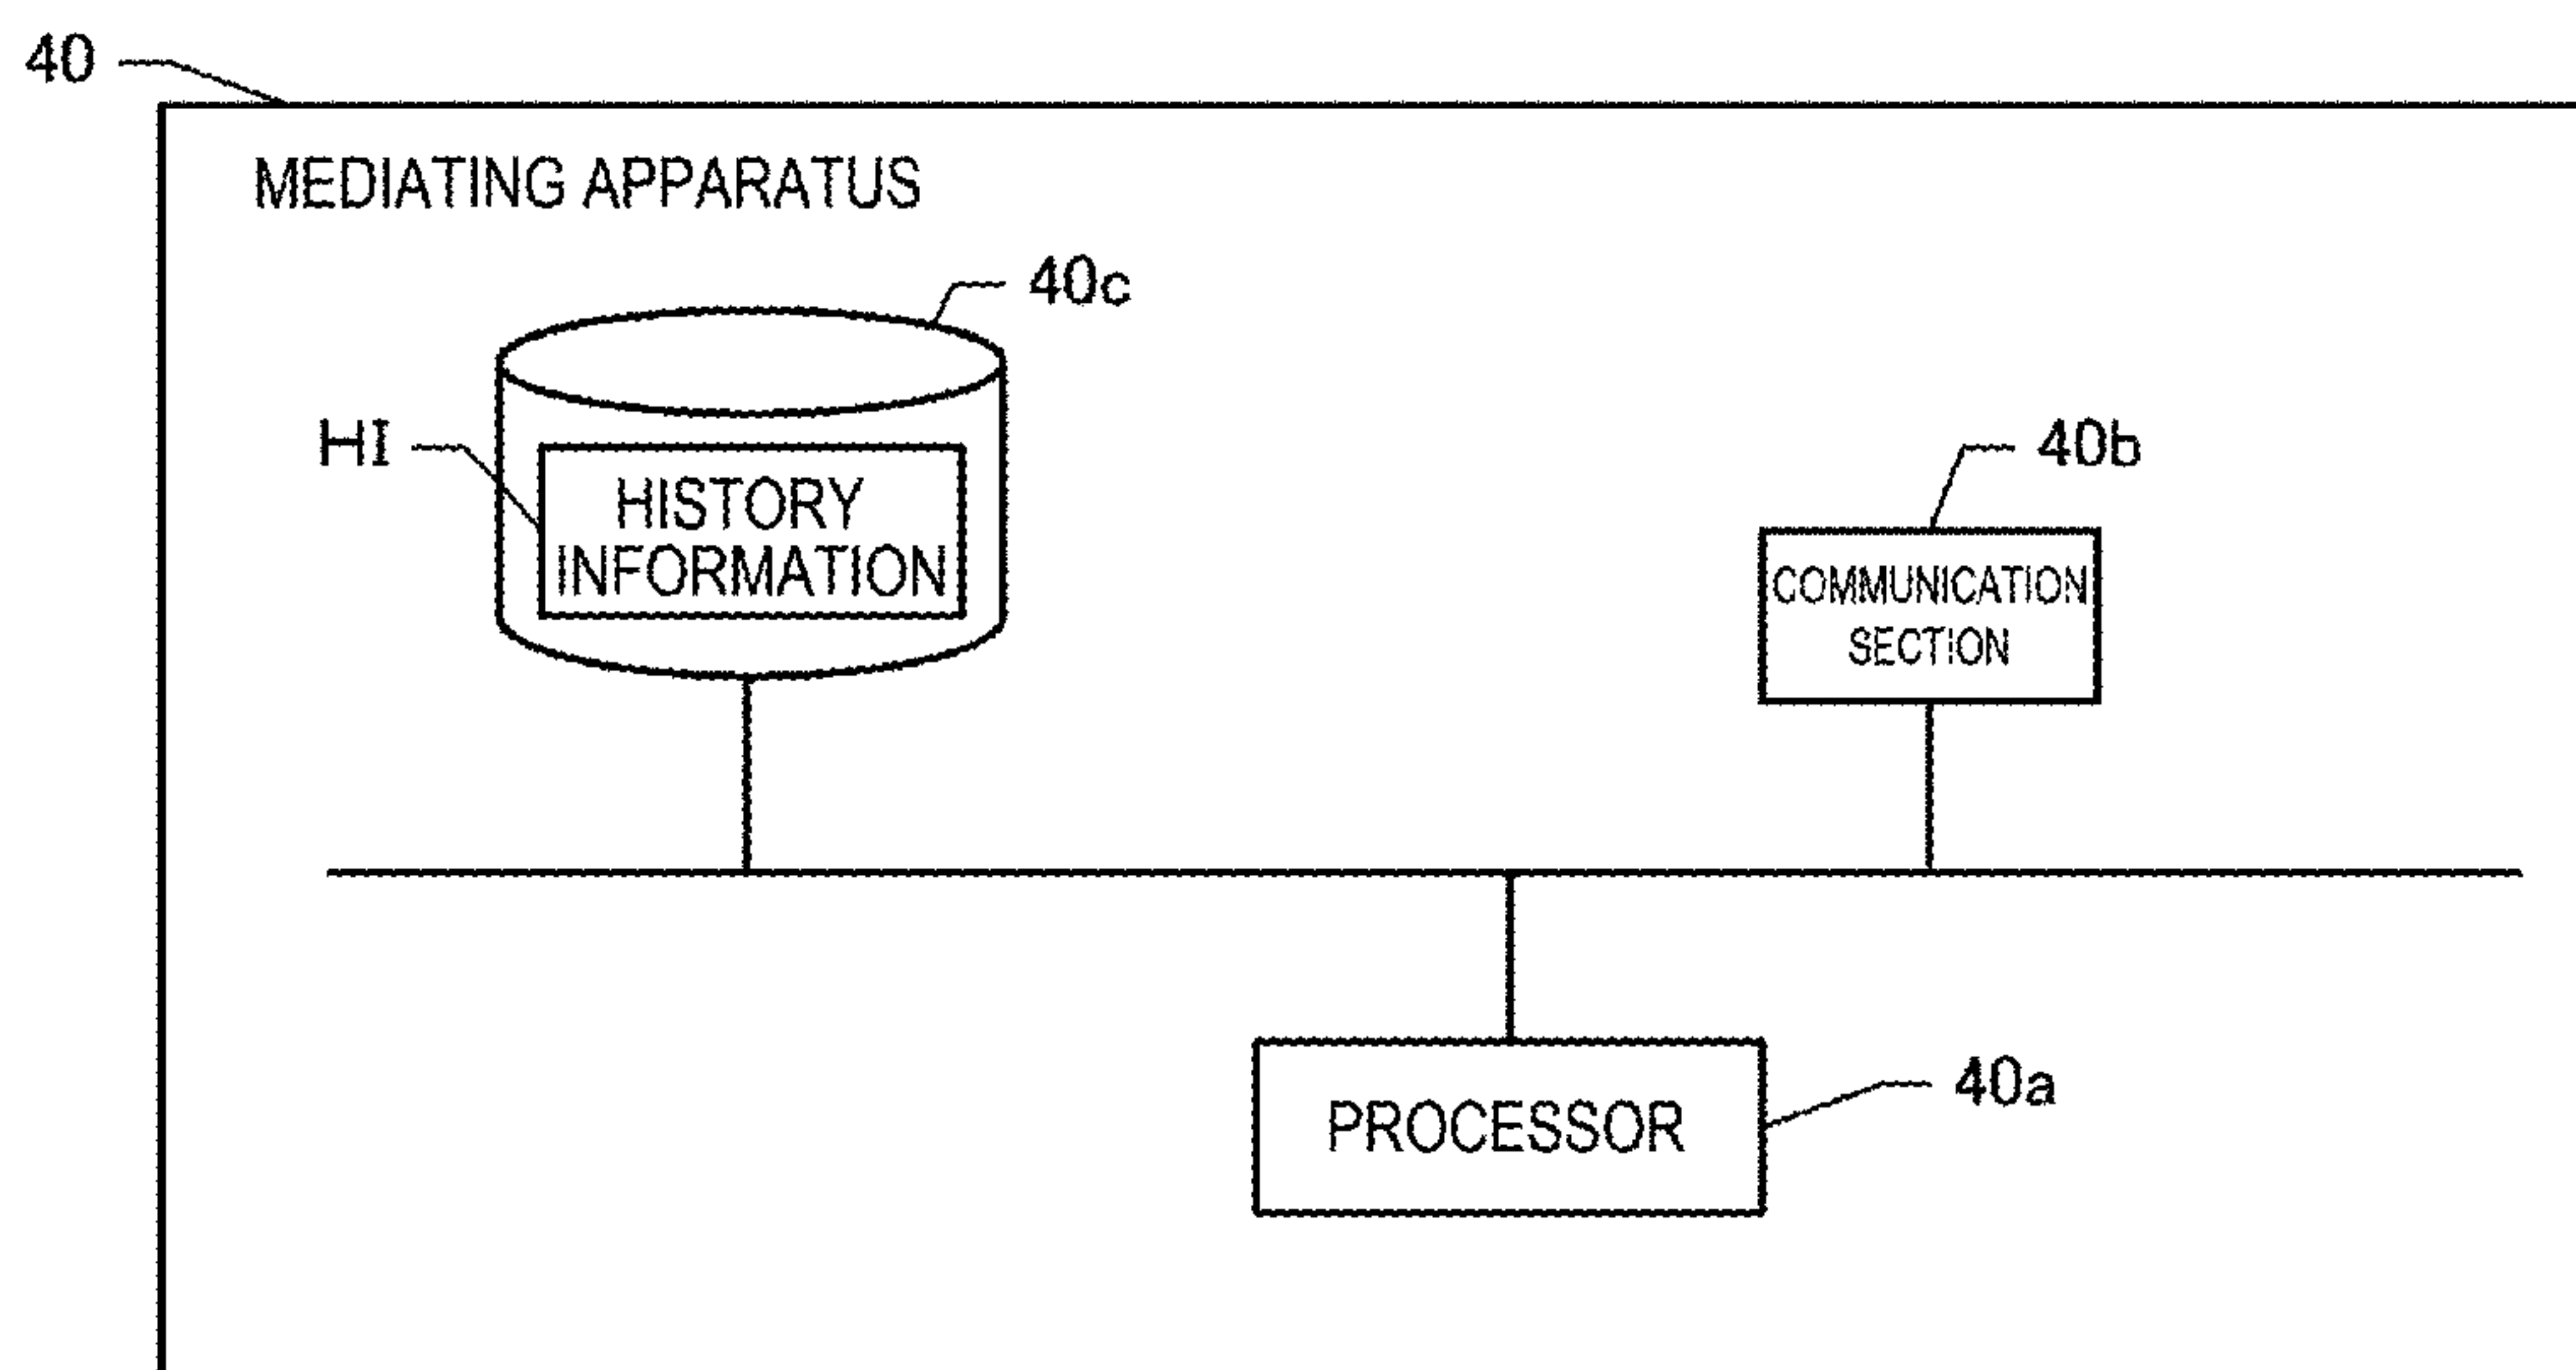 40
MEDIATING APPARATUS
40c
HI
HISTORY
INFORMATION
40b
COMMUNICATION
SECTION
PROCESSOR
40a